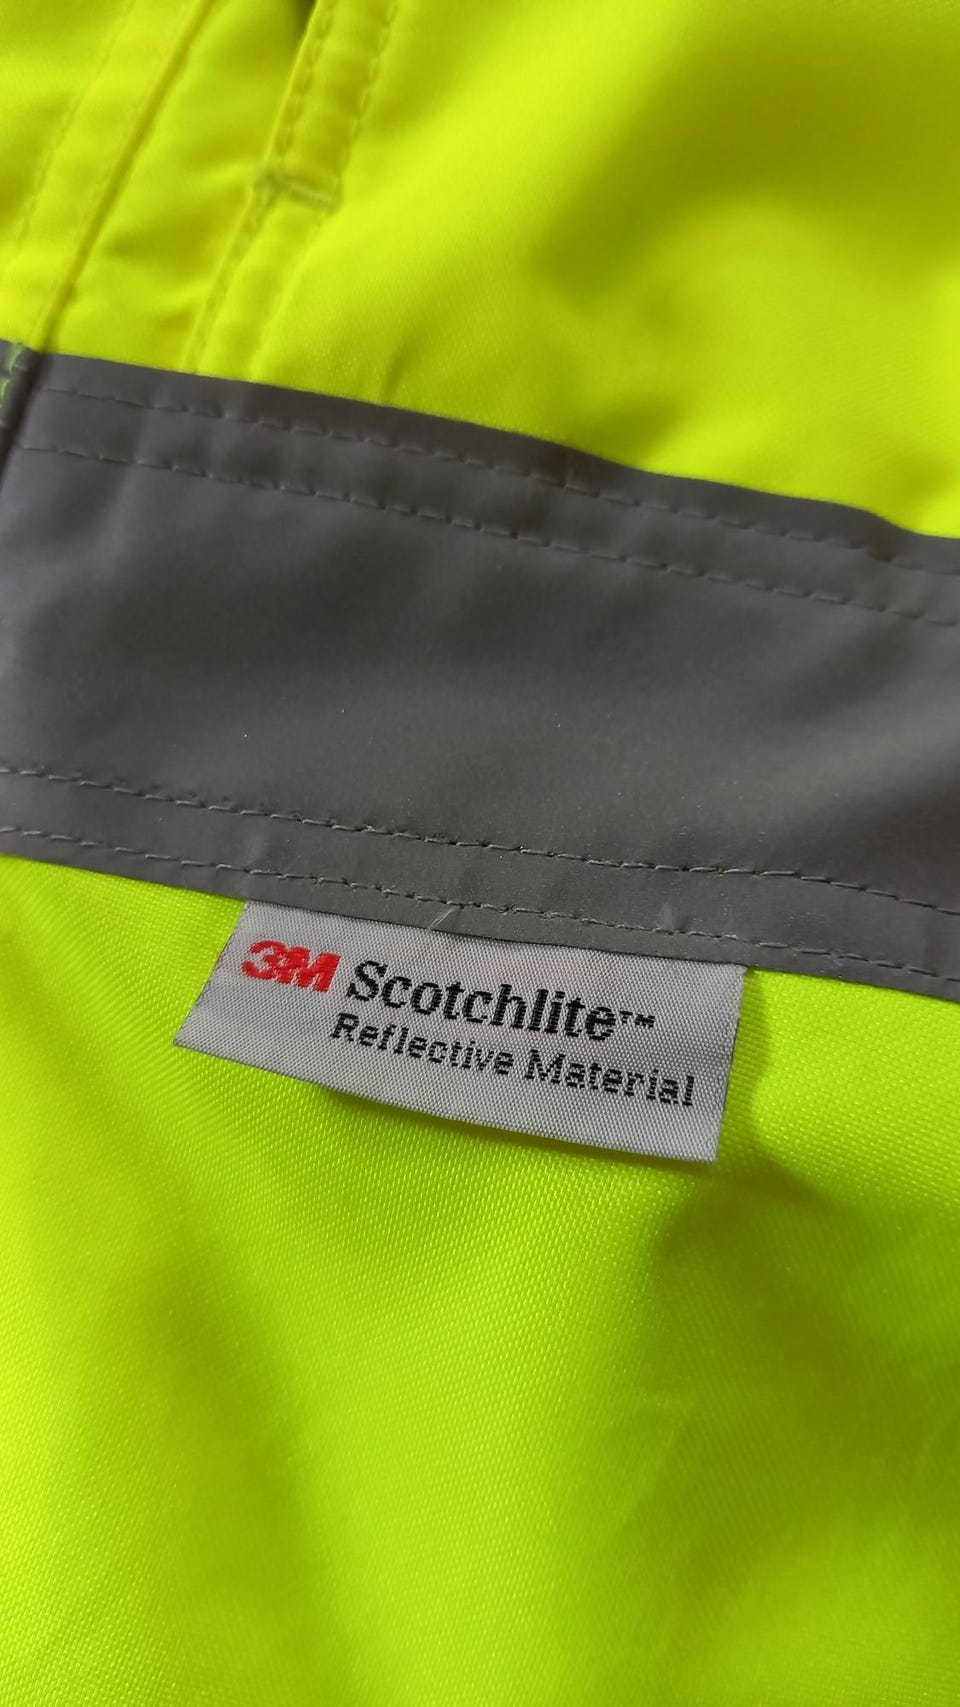 3M Scotchlite™
Reflective Material